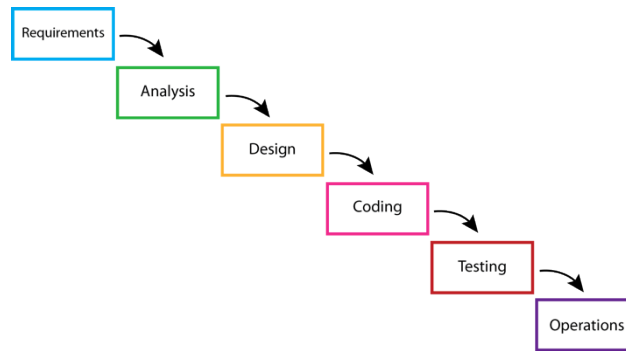 Requirements
Analysis
Design
Coding
Testing
Operations